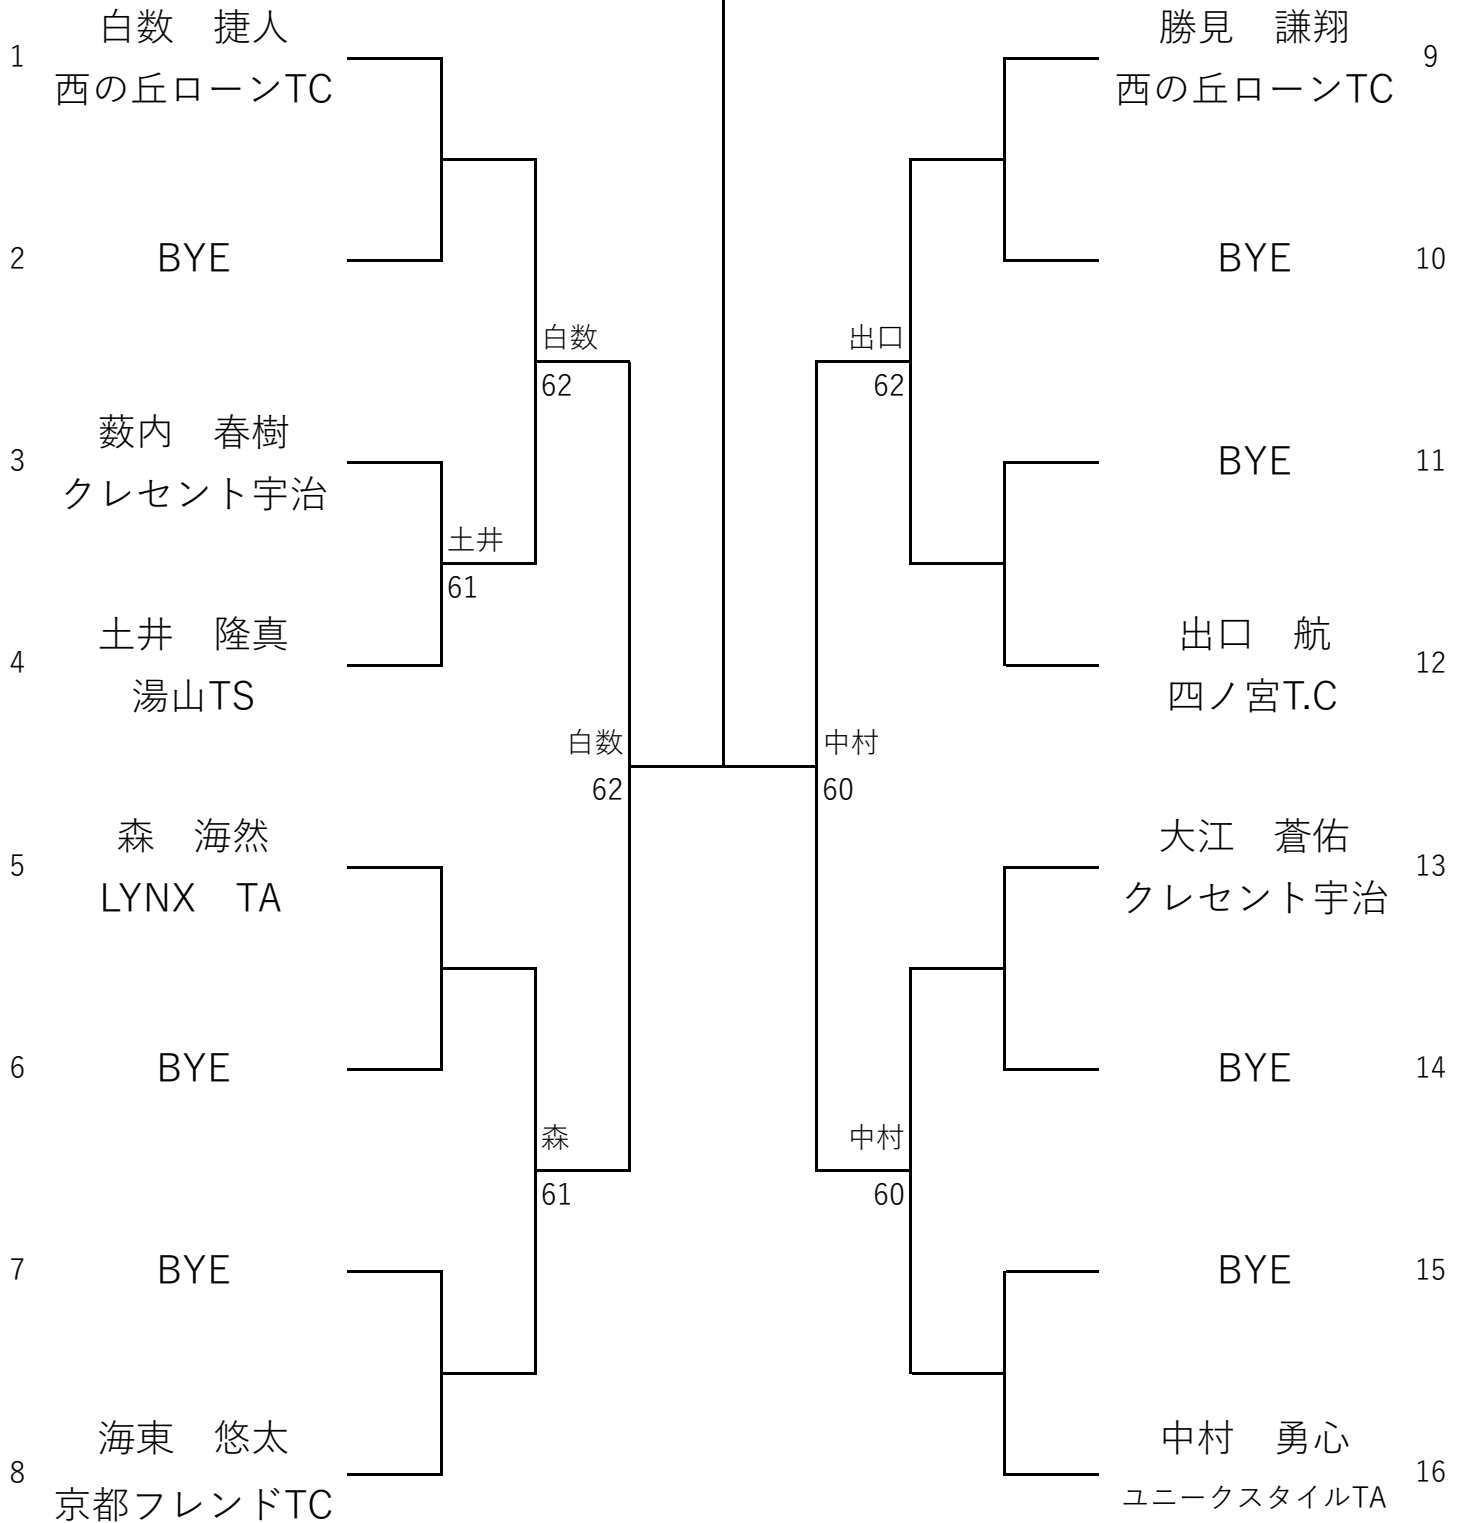 1
白数　捷人
西の丘ローンTC
2
BYE
3
薮内　春樹
クレセント宇治
4
土井　隆真
湯山TS
5
森　海然
LYNX　TA
6
BYE
7
BYE
8
海東　悠太
京都フレンドTC
土井
61
白数
62
森
61
白数
62
中村
60
出口
62
中村
60
勝見　謙翔
西の丘ローンTC
9
BYE
10
BYE
11
出口　航
四ノ宮T.C
12
大江　蒼佑
クレセント宇治
13
BYE
14
BYE
15
中村　勇心
ユニークスタイルTA
16